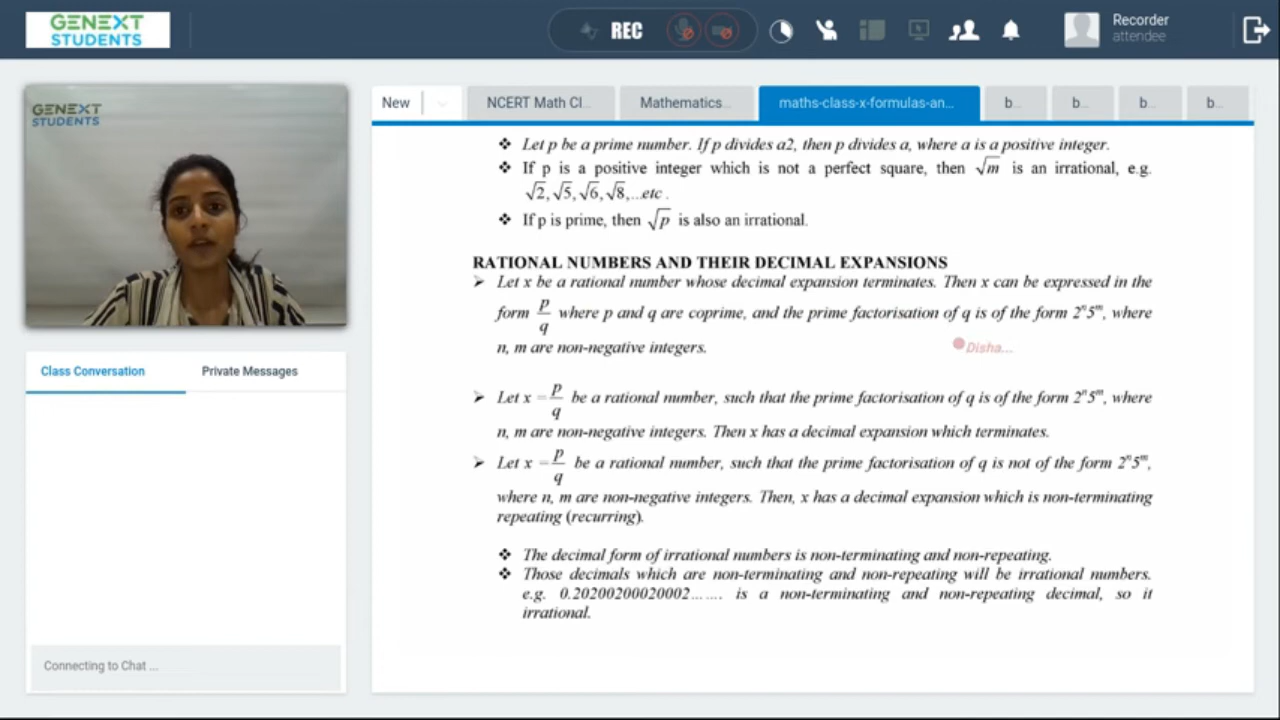 GENEXT
STUDENTS
REC
Recorder
attendee
GENEXT
STUDENTS
New
NCERT Math Cl...
Mathematics...
maths-class-x-formulas-an...
b...
b...
b...
b...
Class Conversation
Private Messages
Connecting to Chat ...
❖ Let p be a prime number. If p divides a2, then p divides a, where a is a positive integer.
❖ If p is a positive integer which is not a perfect square, then √m is an irrational, e.g.
√2, √5, √6, √8,...etc .
❖ If p is prime, then √p is also an irrational.
RATIONAL NUMBERS AND THEIR DECIMAL EXPANSIONS
➢ Let x be a rational number whose decimal expansion terminates. Then x can be expressed in the
form p/q where p and q are coprime, and the prime factorisation of q is of the form 2ⁿ5ᵐ, where
n, m are non-negative integers.
Disha...
➢ Let x = p/q be a rational number, such that the prime factorisation of q is of the form 2ⁿ5ᵐ, where
n, m are non-negative integers. Then x has a decimal expansion which terminates.
➢ Let x = p/q be a rational number, such that the prime factorisation of q is not of the form 2ⁿ5ᵐ,
where n, m are non-negative integers. Then, x has a decimal expansion which is non-terminating
repeating (recurring).
❖ The decimal form of irrational numbers is non-terminating and non-repeating.
❖ Those decimals which are non-terminating and non-repeating will be irrational numbers.
e.g. 0.20200200020002……. is a non-terminating and non-repeating decimal, so it
irrational.